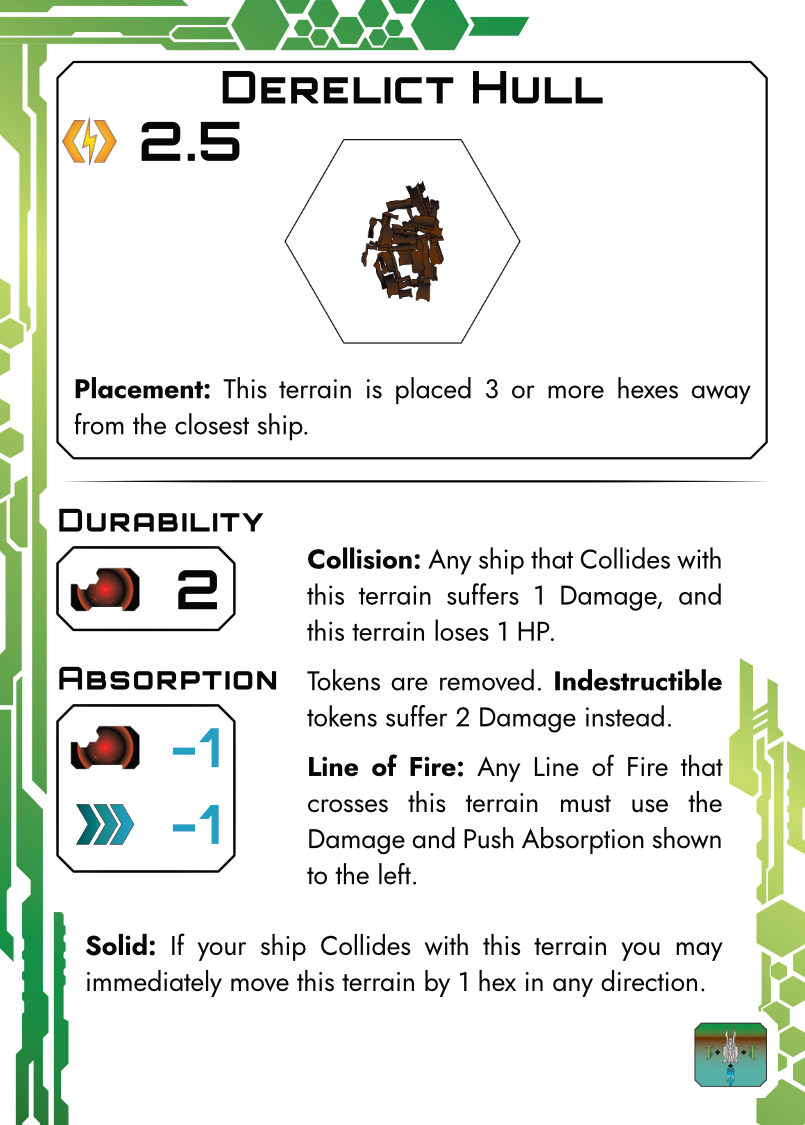 Derelict Hull
2.5
Placement: This terrain is placed 3 or more hexes away
from the closest ship.
Durability
2
Collision: Any ship that Collides with
this terrain suffers 1 Damage, and
this terrain loses 1 HP.
Absorption
-1
-1
Tokens are removed. Indestructible
tokens suffer 2 Damage instead.
Line of Fire: Any Line of Fire that
crosses this terrain must use the
Damage and Push Absorption shown
to the left.
Solid: If your ship Collides with this terrain you may
immediately move this terrain by 1 hex in any direction.